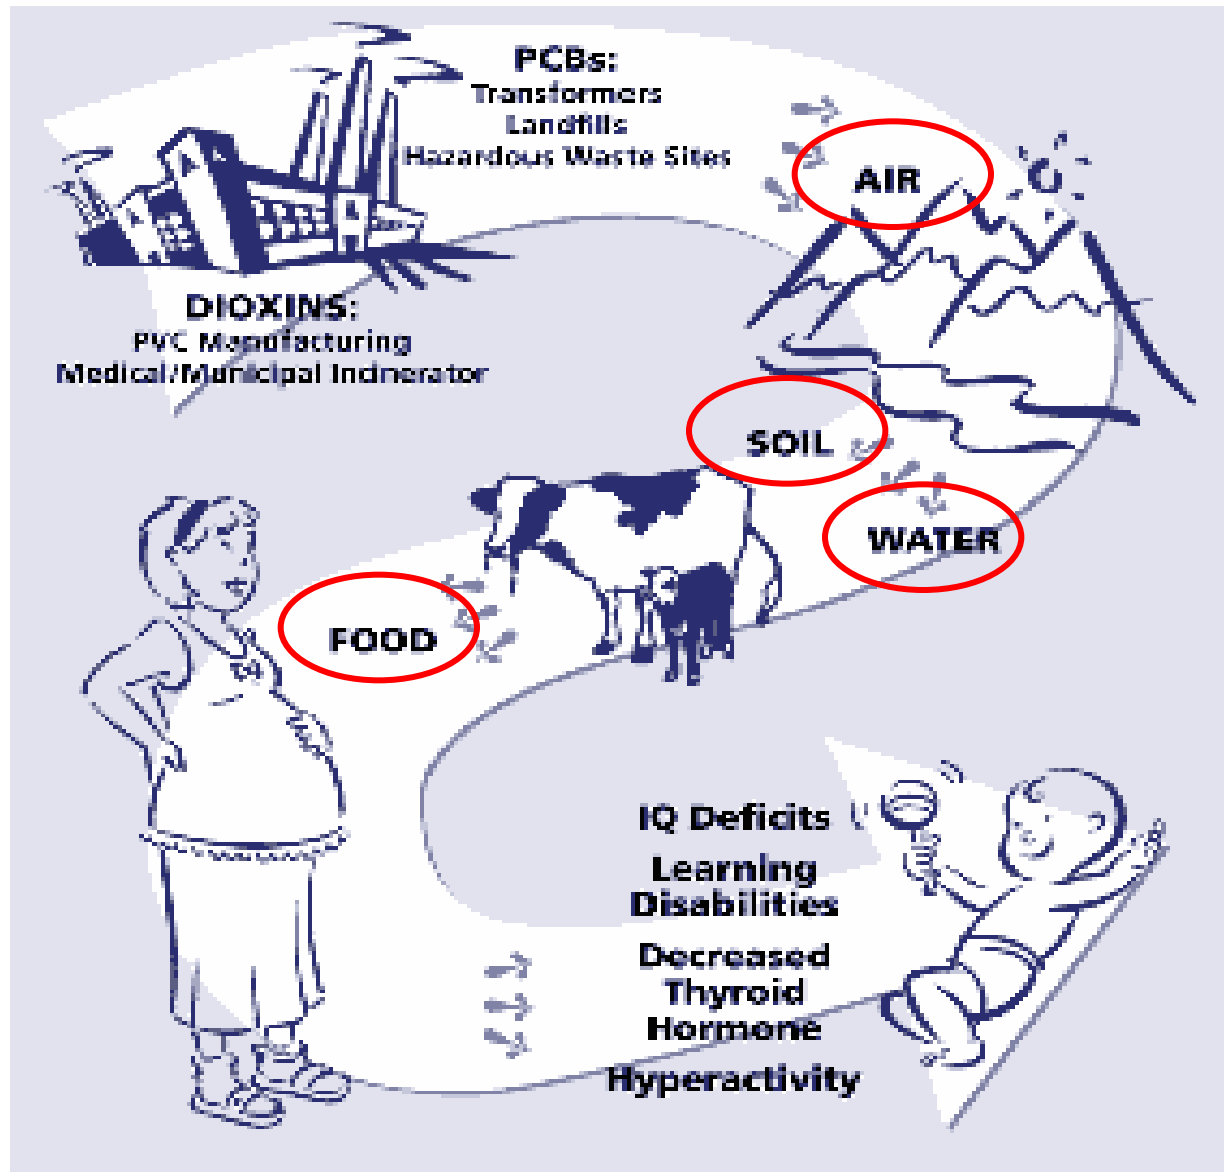 PCBs:
Transformers
Landfills
Hazardous Waste Sites
AIR
DIOXINS:
PVC Manufacturing
Medical/Municipal Incinerator
SOIL
WATER
FOOD
IQ Deficits
Learning
Disabilities
Decreased
Thyroid
Hormone
Hyperactivity